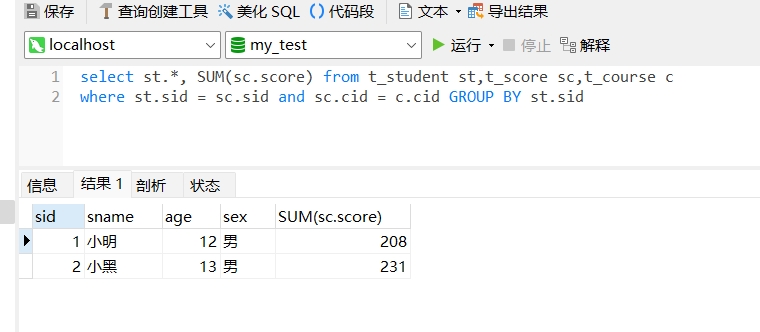 保存 查询创建工具 美化 SQL () 代码段 文本 导出结果
localhost my_test 运行 停止 解释
1 select st.*, SUM(sc.score) from t_student st,t_score sc,t_course c
2 where st.sid = sc.sid and sc.cid = c.cid GROUP BY st.sid
信息 结果 1 剖析 状态
sid sname age sex SUM(sc.score)
1 小明 12 男 208
2 小黑 13 男 231